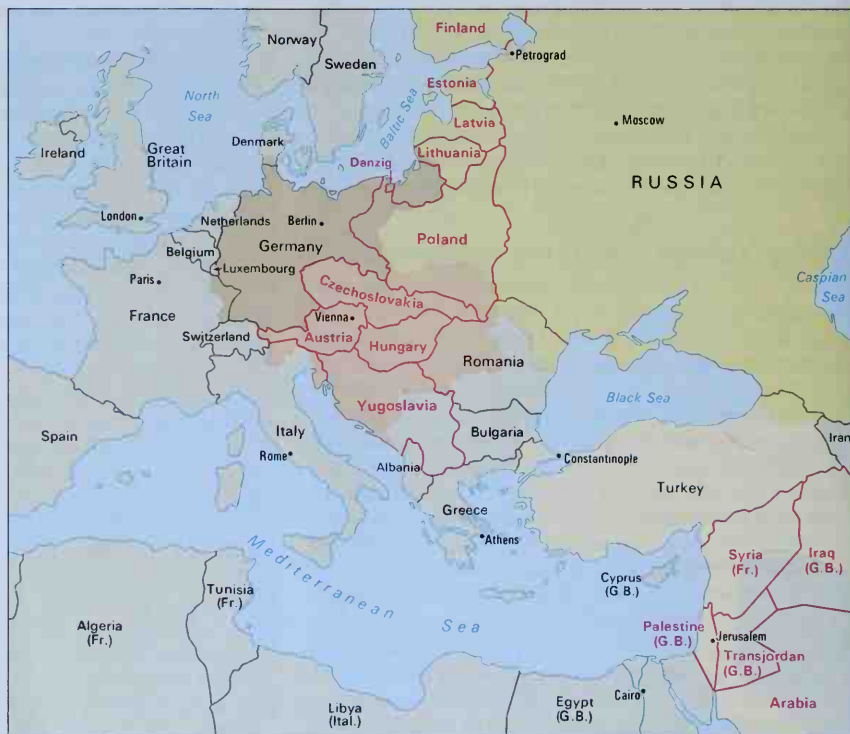 Finland
Norway
Sweden
Petrograd
Estonia
North
Sea
Baltic Sea
Latvia
Moscow
Ireland
Great
Britain
Denmark
Lithuania
Danzig
RUSSIA
London
Netherlands
Berlin
Germany
Poland
Belgium
Luxembourg
Paris
Czechoslovakia
Caspian
Sea
France
Vienna
Switzerland
Austria
Hungary
Romania
Yugoslavia
Black Sea
Spain
Italy
Bulgaria
Iran
Rome
Albania
Constantinople
Turkey
Greece
Athens
Mediterranean
Sea
Syria
(Fr.)
Iraq
(G.B.)
Cyprus
(G.B.)
Tunisia
(Fr.)
Algeria
(Fr.)
Palestine
(G.B.)
Jerusalem
Transjordan
(G.B.)
Libya
(Ital.)
Egypt
(G.B.)
Cairo
Arabia